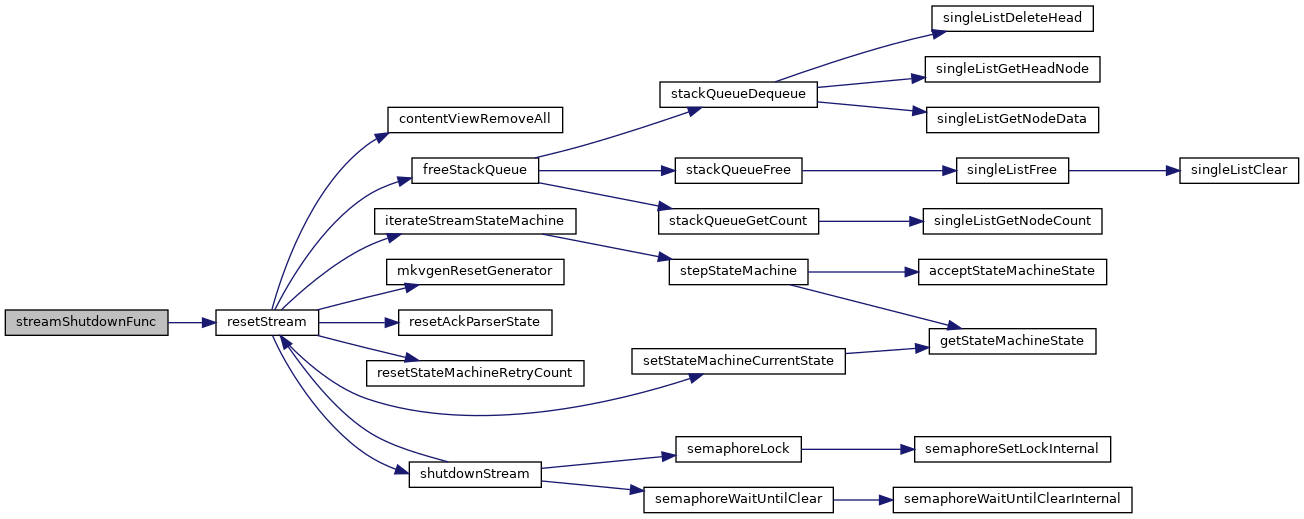 singleListDeleteHead
singleListGetHeadNode
stackQueueDequeue
contentViewRemoveAll
singleListGetNodeData
freeStackQueue
stackQueueFree
singleListFree
singleListClear
iterateStreamStateMachine
stackQueueGetCount
singleListGetNodeCount
mkvgenResetGenerator
stepStateMachine
acceptStateMachineState
streamShutdownFunc
resetStream
resetAckParserState
getStateMachineState
resetStateMachineRetryCount
setStateMachineCurrentState
semaphoreLock
semaphoreSetLockInternal
shutdownStream
semaphoreWaitUntilClear
semaphoreWaitUntilClearInternal